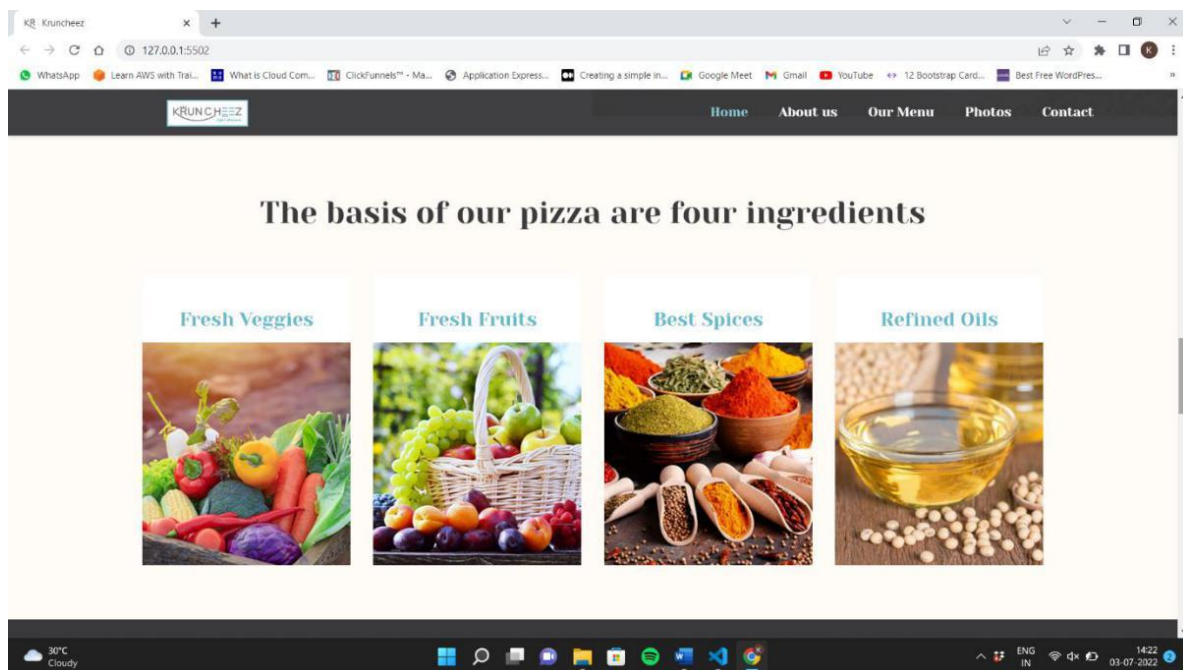 KR Kruncheez
127.0.0.1:5502
WhatsApp Learn AWS with Trai... What is Cloud Com... ClickFunnels™ - Ma... Application Express... Creating a simple in... Google Meet Gmail YouTube 12 Bootstrap Card... Best Free WordPres...
KRUNCHEEZ Home About us Our Menu Photos Contact
The basis of our pizza are four ingredients
Fresh Veggies Fresh Fruits Best Spices Refined Oils
30°C
Cloudy
ENG
IN
14:22
03-07-2022